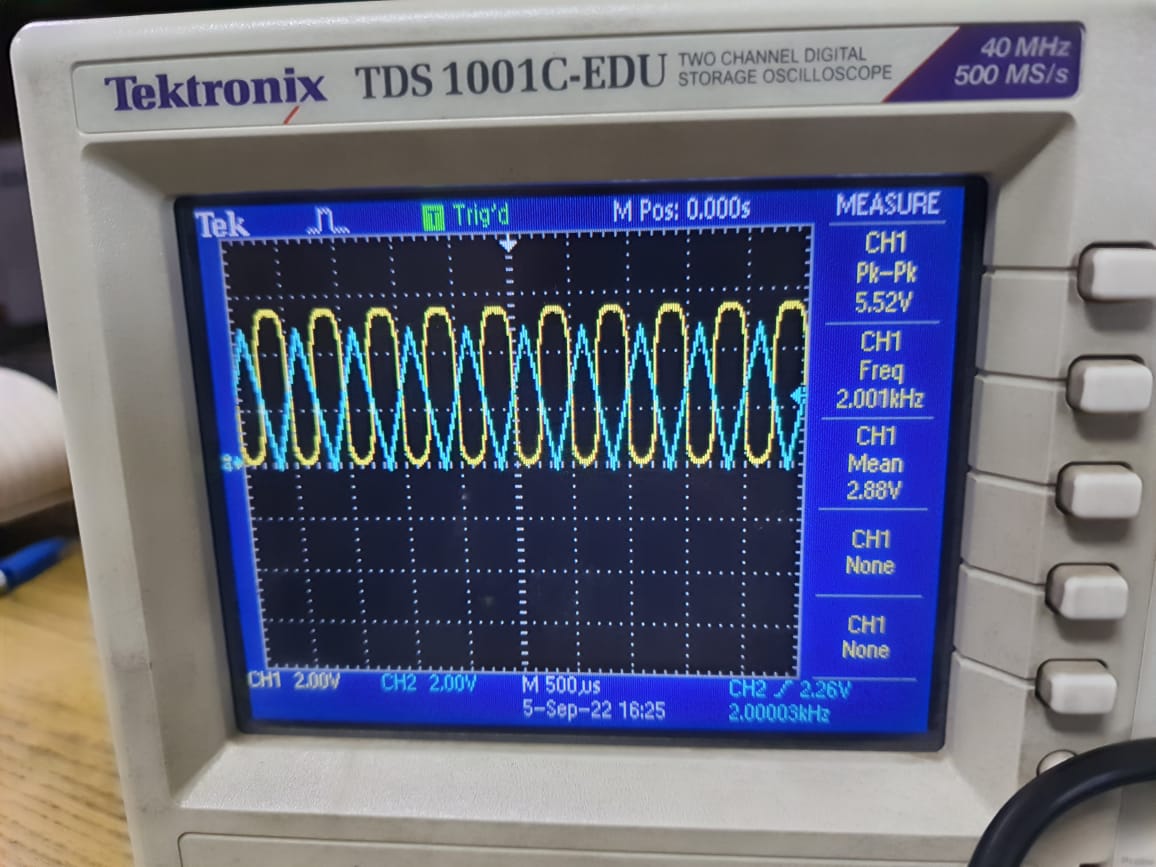 Tektronix TDS 1001C-EDU TWO CHANNEL DIGITAL STORAGE OSCILLOSCOPE
40 MHz
500 MS/s
Tek T Trig'd M Pos: 0.000s MEASURE
CH1
Pk-Pk
5.52V
CH1
Freq
2.001kHz
CH1
Mean
2.88V
CH1
None
CH1
None
CH1 2.00V CH2 2.00V M 500µs CH2 2.26V
5-Sep-22 16:25 2.00003kHz